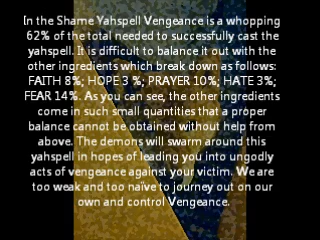 In the Shame Yahspell Vengeance is a whopping
62% of the total needed to successfully cast the
yahspell. It is difficult to balance it out with the
other ingredients which break down as follows:
FAITH 8%; HOPE 3 %; PRAYER 10%; HATE 3%;
FEAR 14%. As you can see, the other ingredients
come in such small quantities that a proper
balance cannot be obtained without help from
above. The demons will swarm around this
yahspell in hopes of leading you into ungodly
acts of vengeance against your victim. We are
too weak and too naïve to journey out on our
own and control Vengeance.